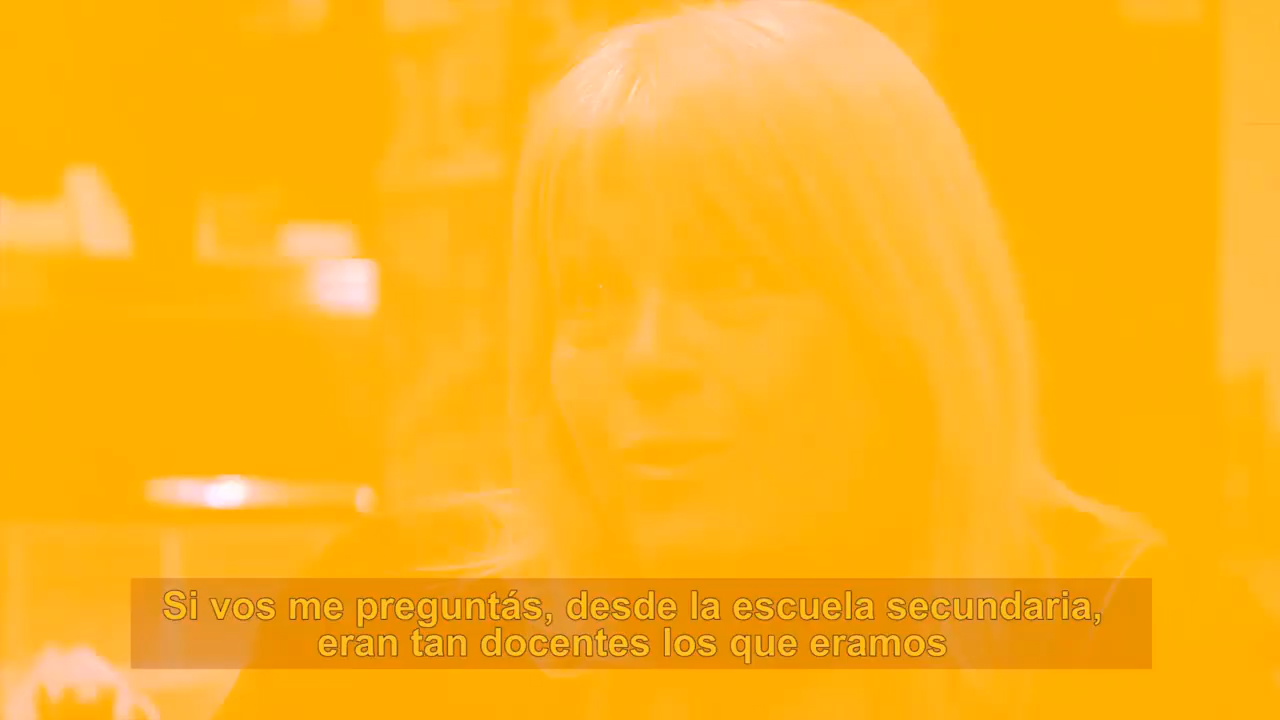 Si vos me preguntás, desde la escuela secundaria,
eran tan docentes los que eramos